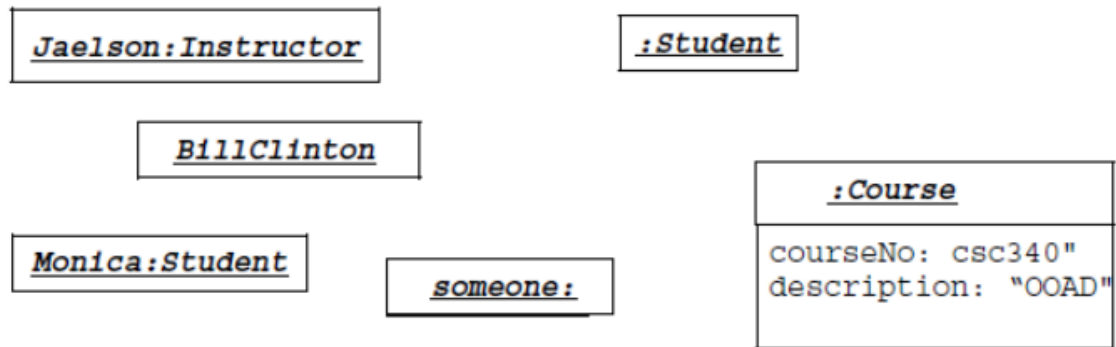 Jaelson:Instructor
:Student
BillClinton
:Course
Monica:Student
someone:
courseNo: csc340"
description: “OOAD"